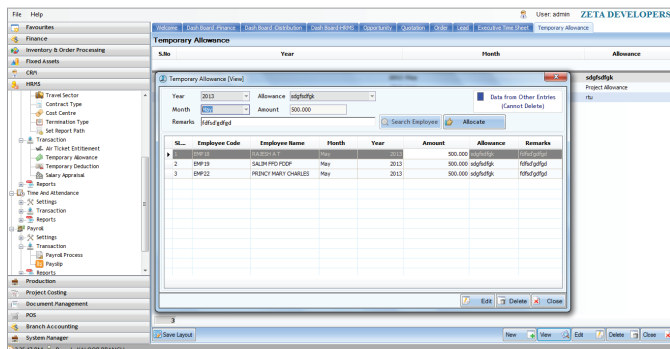 File Help
User: admin ZETA DEVELOPERS
Favourites
Finance
Inventory & Order Processing
Fixed Assets
CRM
HRMS
Travel Sector
Contract Type
Cost Centre
Termination Type
Set Report Path
Transaction
Air Ticket Entitlement
Temporary Allowance
Temporary Deduction
Salary Appraisal
Reports
Time And Attendance
Settings
Transaction
Reports
Payroll
Settings
Transaction
Payroll Process
Payslip
Reports
Production
Project Costing
Document Management
POS
Branch Accounting
System Manager
Welcome Dash Board -Finance Dash Board -Distribution Dash Board-HRMS Opportunity Quotation Order Lead Executive Time Sheet Temporary Allowance
Temporary Allowance
S.No Year Month Allowance
sdgfsdfgk
Project Allowance
rtu
Temporary Allowance [View]
Year 2013 Allowance sdgfsdfgk
Data from Other Entries
(Cannot Delete)
Month May Amount 500.000
Remarks fdfsd'gdfgd Search Employee Allocate
Sl... Employee Code Employee Name Month Year Amount Allowance Remarks
1 EMP18 RAJESH A T May 2013 500.000 sdgfsdfgk fdfsd'gdfgd
2 EMP19 SALIM PPO FDDF May 2013 500.000 sdgfsdfgk fdfsd'gdfgd
3 EMP22 PRINCY MARY CHARLES May 2013 500.000 sdgfsdfgk fdfsd'gdfgd
Edit Delete Close
3
Save Layout New View Edit Delete Close